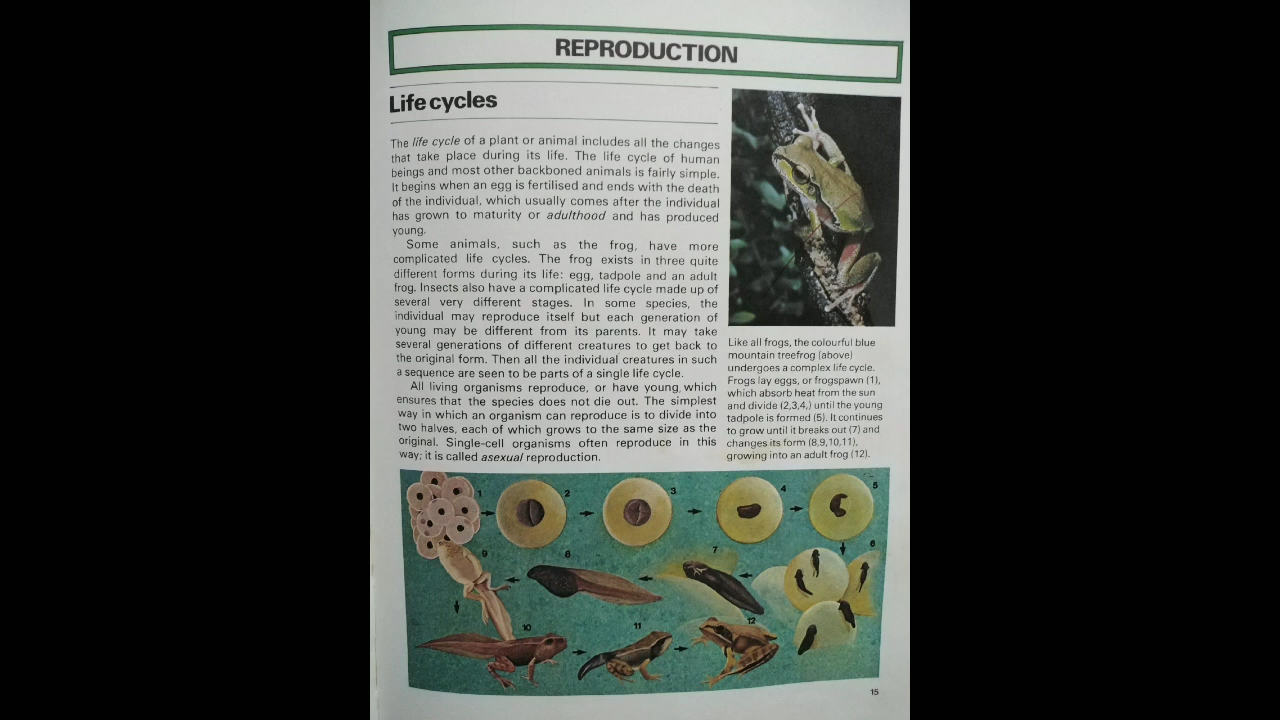 REPRODUCTION
Life cycles
The life cycle of a plant or animal includes all the changes
that take place during its life. The life cycle of human
beings and most other backboned animals is fairly simple.
It begins when an egg is fertilised and ends with the death
of the individual, which usually comes after the individual
has grown to maturity or adulthood and has produced
young.
Some animals, such as the frog, have more
complicated life cycles. The frog exists in three quite
different forms during its life: egg, tadpole and an adult
frog. Insects also have a complicated life cycle made up of
several very different stages. In some species, the
individual may reproduce itself but each generation of
young may be different from its parents. It may take
several generations of different creatures to get back to
the original form. Then all the individual creatures in such
a sequence are seen to be parts of a single life cycle.
All living organisms reproduce, or have young, which
ensures that the species does not die out. The simplest
way in which an organism can reproduce is to divide into
two halves, each of which grows to the same size as the
original. Single-cell organisms often reproduce in this
way; it is called asexual reproduction.
Like all frogs, the colourful blue
mountain treefrog (above)
undergoes a complex life cycle.
Frogs lay eggs, or frogspawn (1),
which absorb heat from the sun
and divide (2,3,4,) until the young
tadpole is formed (5). It continues
to grow until it breaks out (7) and
changes its form (8,9,10,11),
growing into an adult frog (12).
1
2
3
4
5
6
7
8
9
10
11
12
15